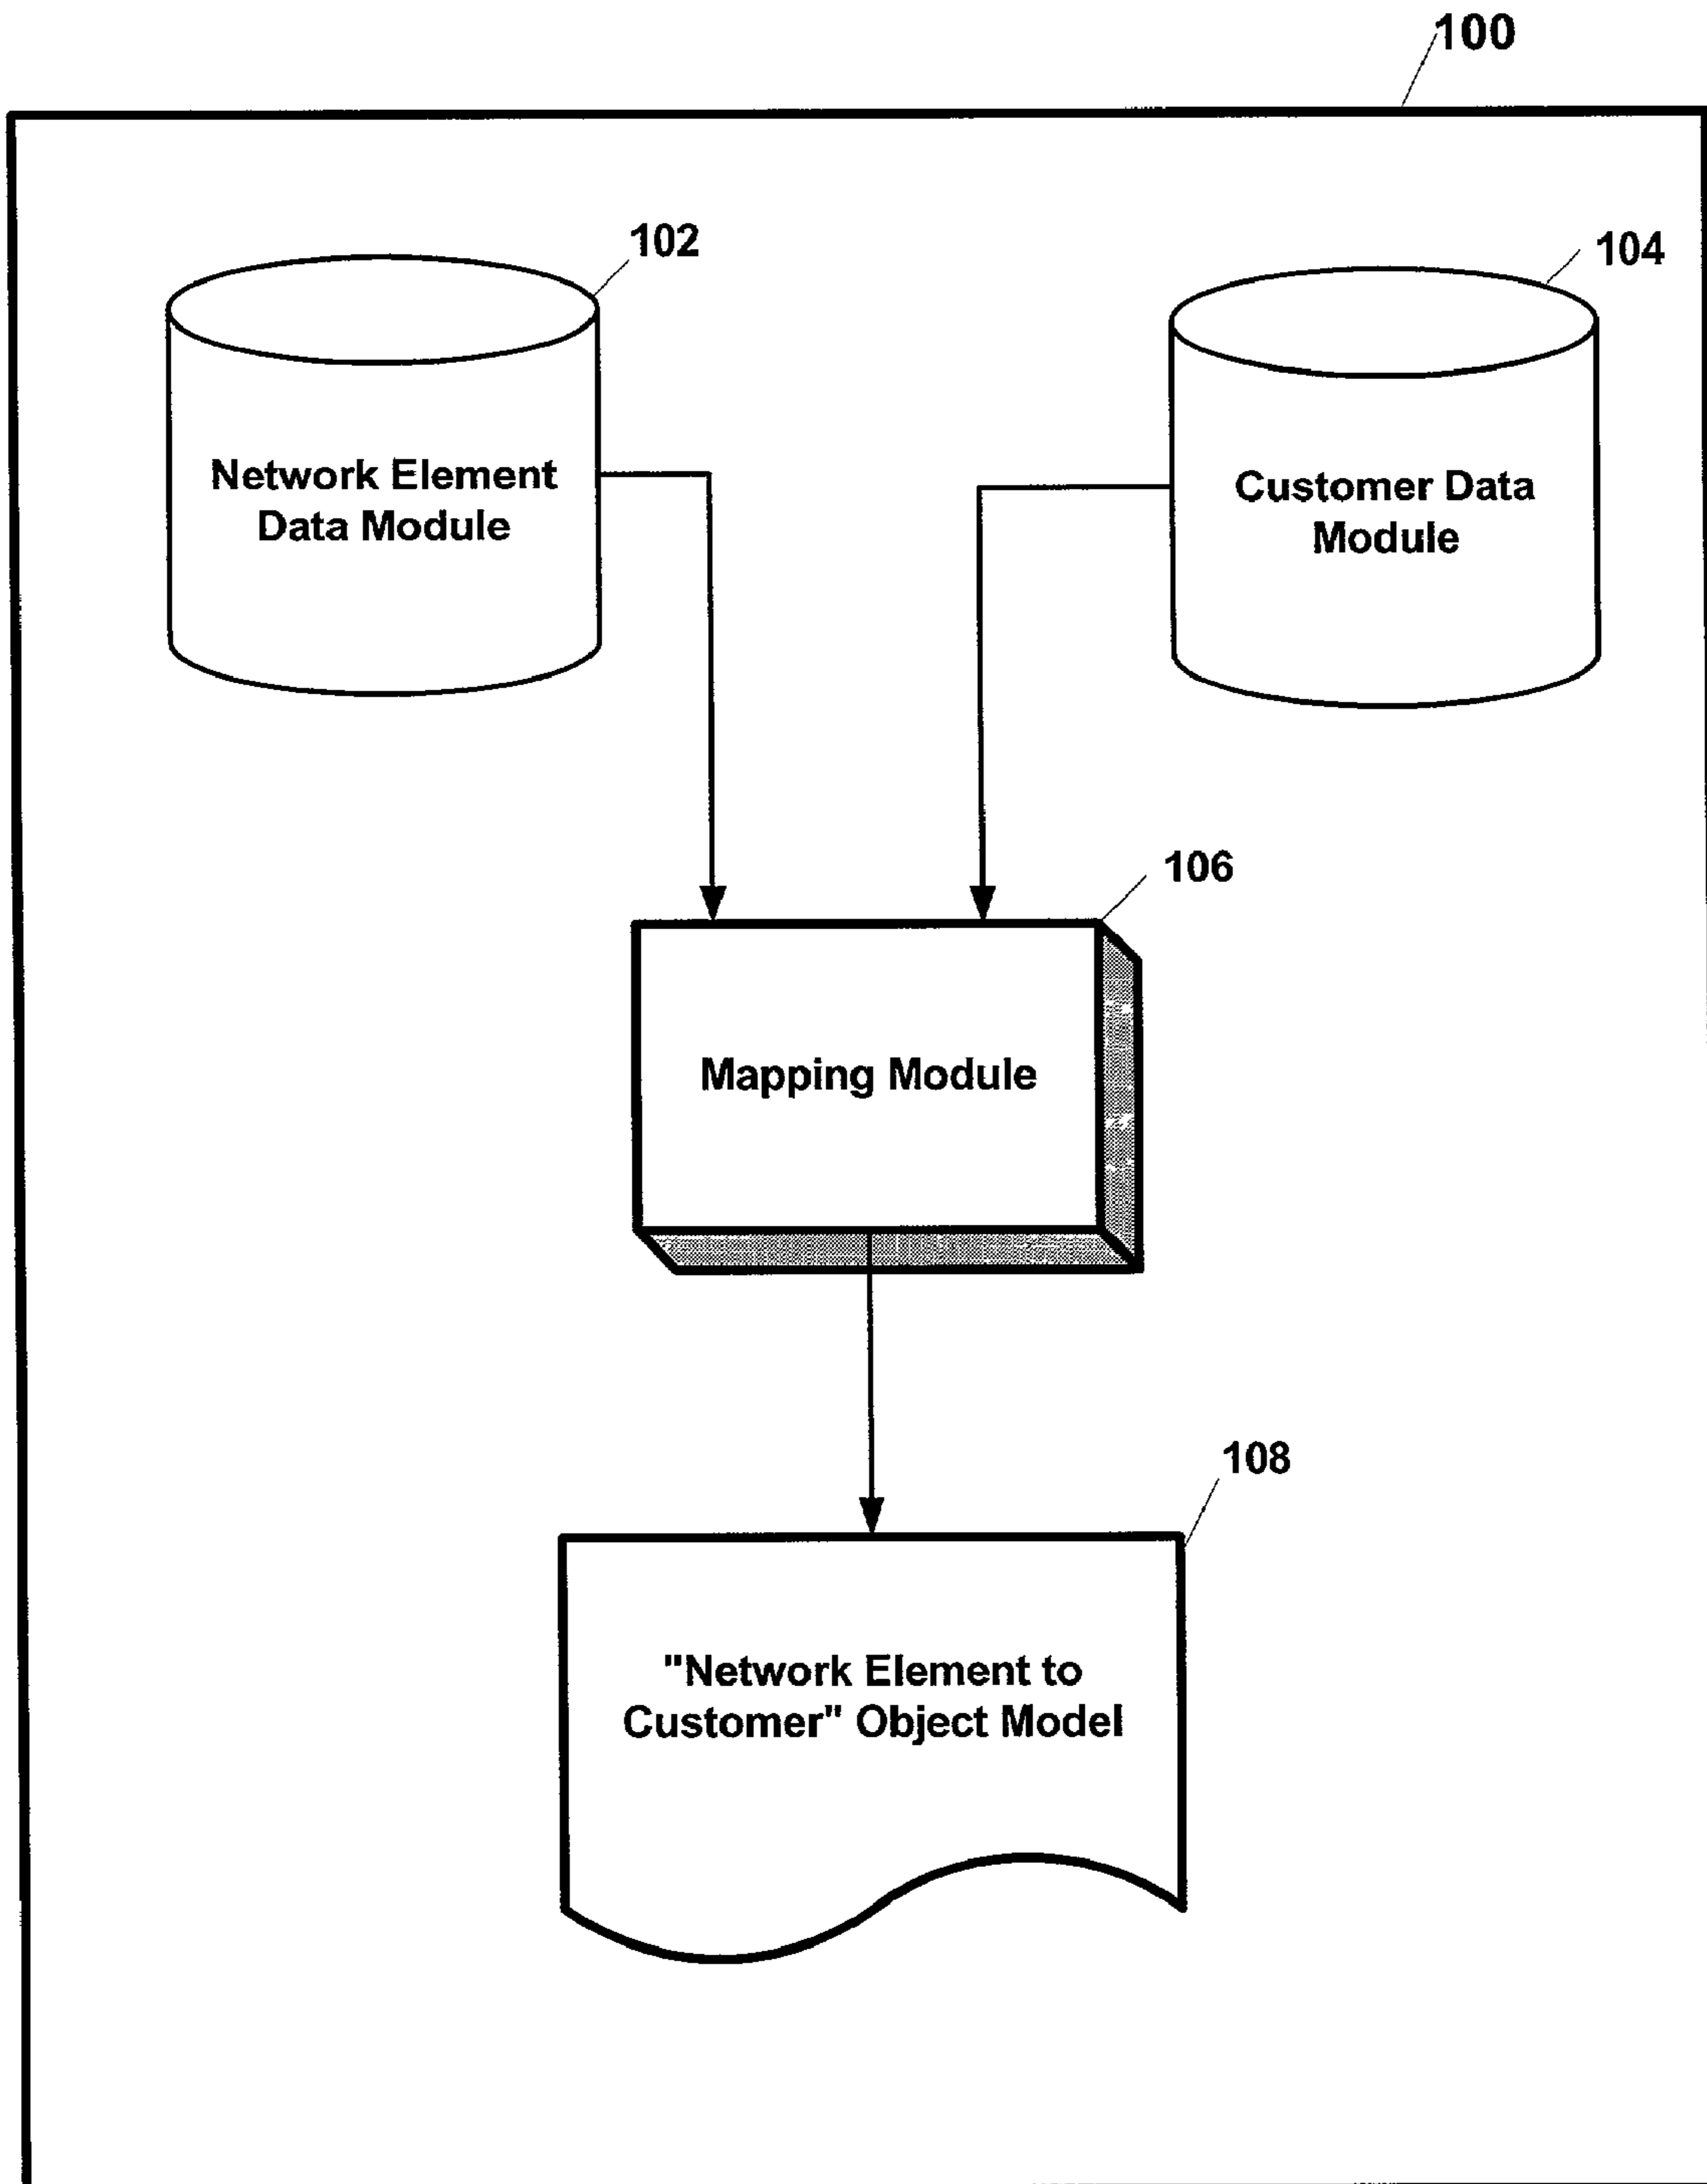 100
102
104
Network Element
Data Module
Customer Data
Module
106
Mapping Module
108
"Network Element to
Customer" Object Model